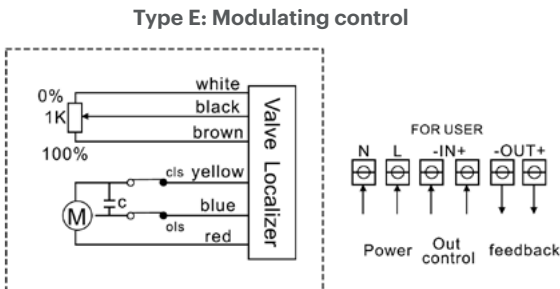 Type E: Modulating control
0%
1K
100%
white
black
brown
cls yellow
blue
ols
red
M
c
Valve Localizer
FOR USER
N L -IN+ -OUT+
Power Out control feedback